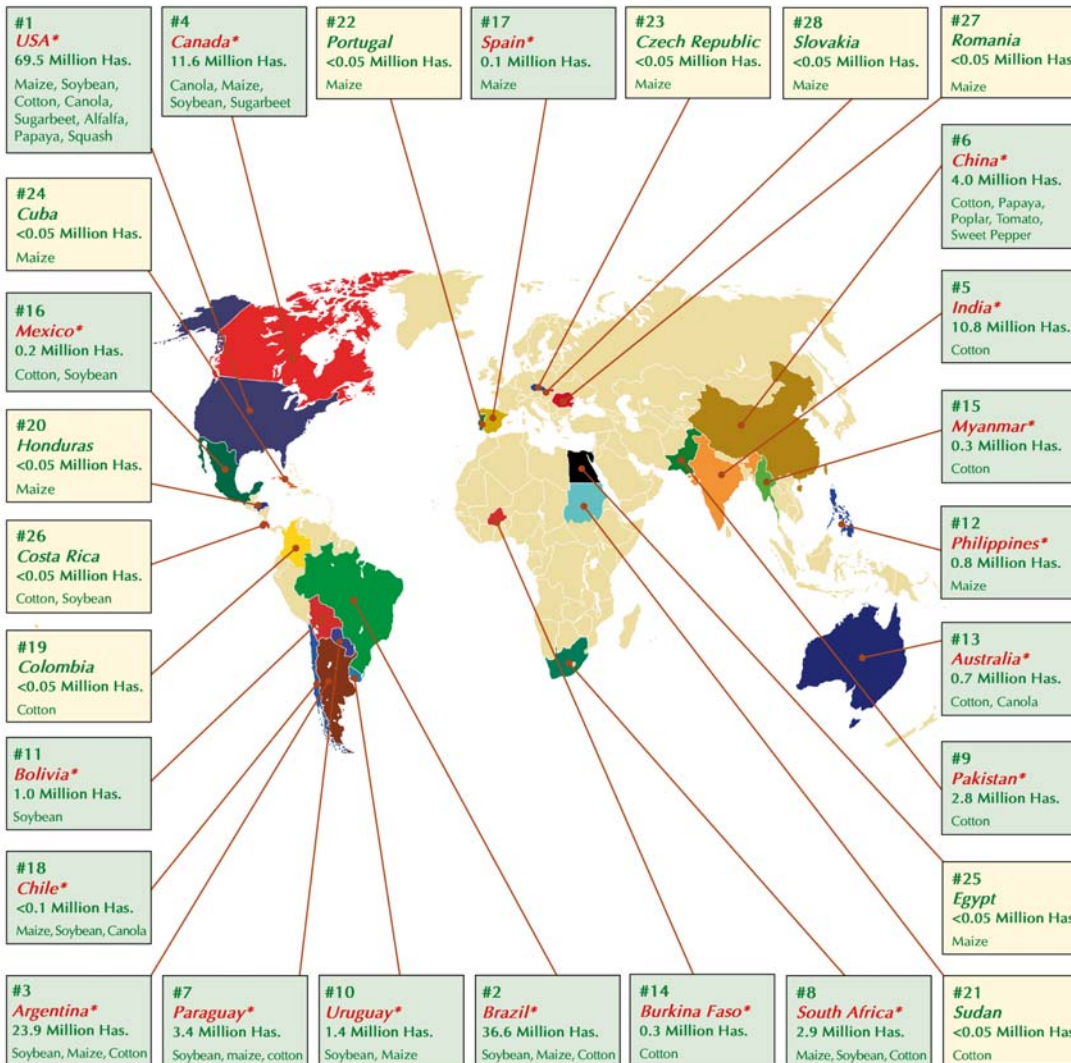 #1
USA*
69.5 Million Has.
Maize, Soybean,
Cotton, Canola,
Sugarbeet, Alfalfa,
Papaya, Squash
#4
Canada*
11.6 Million Has.
Canola, Maize,
Soybean, Sugarbeet
#22
Portugal
<0.05 Million Has.
Maize
#17
Spain*
0.1 Million Has.
Maize
#23
Czech Republic
<0.05 Million Has.
Maize
#28
Slovakia
<0.05 Million Has.
Maize
#27
Romania
<0.05 Million Has.
Maize
#24
Cuba
<0.05 Million Has.
Maize
#16
Mexico*
0.2 Million Has.
Cotton, Soybean
#20
Honduras
<0.05 Million Has.
Maize
#26
Costa Rica
<0.05 Million Has.
Cotton, Soybean
#19
Colombia
<0.05 Million Has.
Cotton
#11
Bolivia*
1.0 Million Has.
Soybean
#18
Chile*
<0.1 Million Has.
Maize, Soybean, Canola
#6
China*
4.0 Million Has.
Cotton, Papaya,
Poplar, Tomato,
Sweet Pepper
#5
India*
10.8 Million Has.
Cotton
#15
Myanmar*
0.3 Million Has.
Cotton
#12
Philippines*
0.8 Million Has.
Maize
#13
Australia*
0.7 Million Has.
Cotton, Canola
#9
Pakistan*
2.8 Million Has.
Cotton
#25
Egypt
<0.05 Million Has.
Maize
#3
Argentina*
23.9 Million Has.
Soybean, Maize, Cotton
#7
Paraguay*
3.4 Million Has.
Soybean, maize, cotton
#10
Uruguay*
1.4 Million Has.
Soybean, Maize
#2
Brazil*
36.6 Million Has.
Soybean, Maize, Cotton
#14
Burkina Faso*
0.3 Million Has.
Cotton
#8
South Africa*
2.9 Million Has.
Maize, Soybean, Cotton
#21
Sudan
<0.05 Million Has.
Cotton